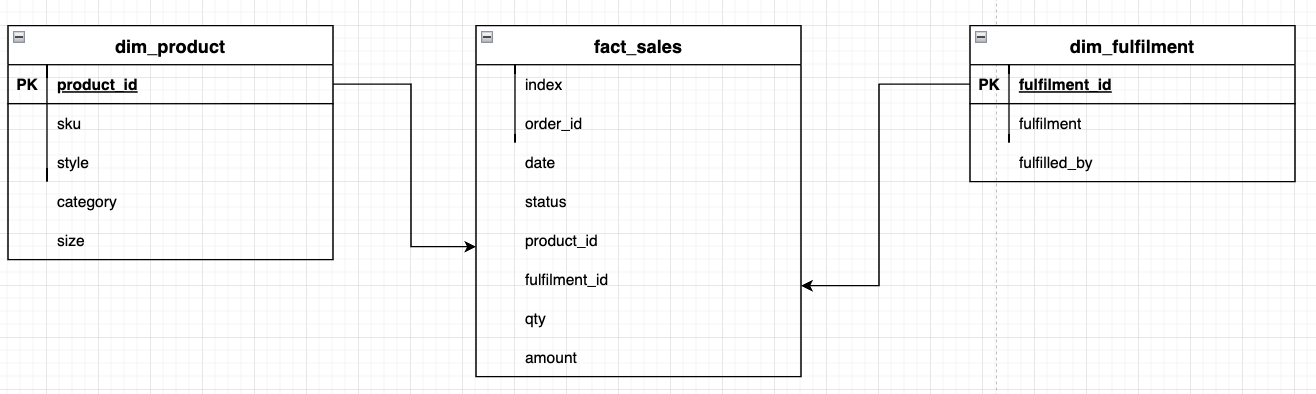 dim_product
PK product_id
sku
style
category
size
fact_sales
index
order_id
date
status
product_id
fulfilment_id
qty
amount
dim_fulfilment
PK fulfilment_id
fulfilment
fulfilled_by